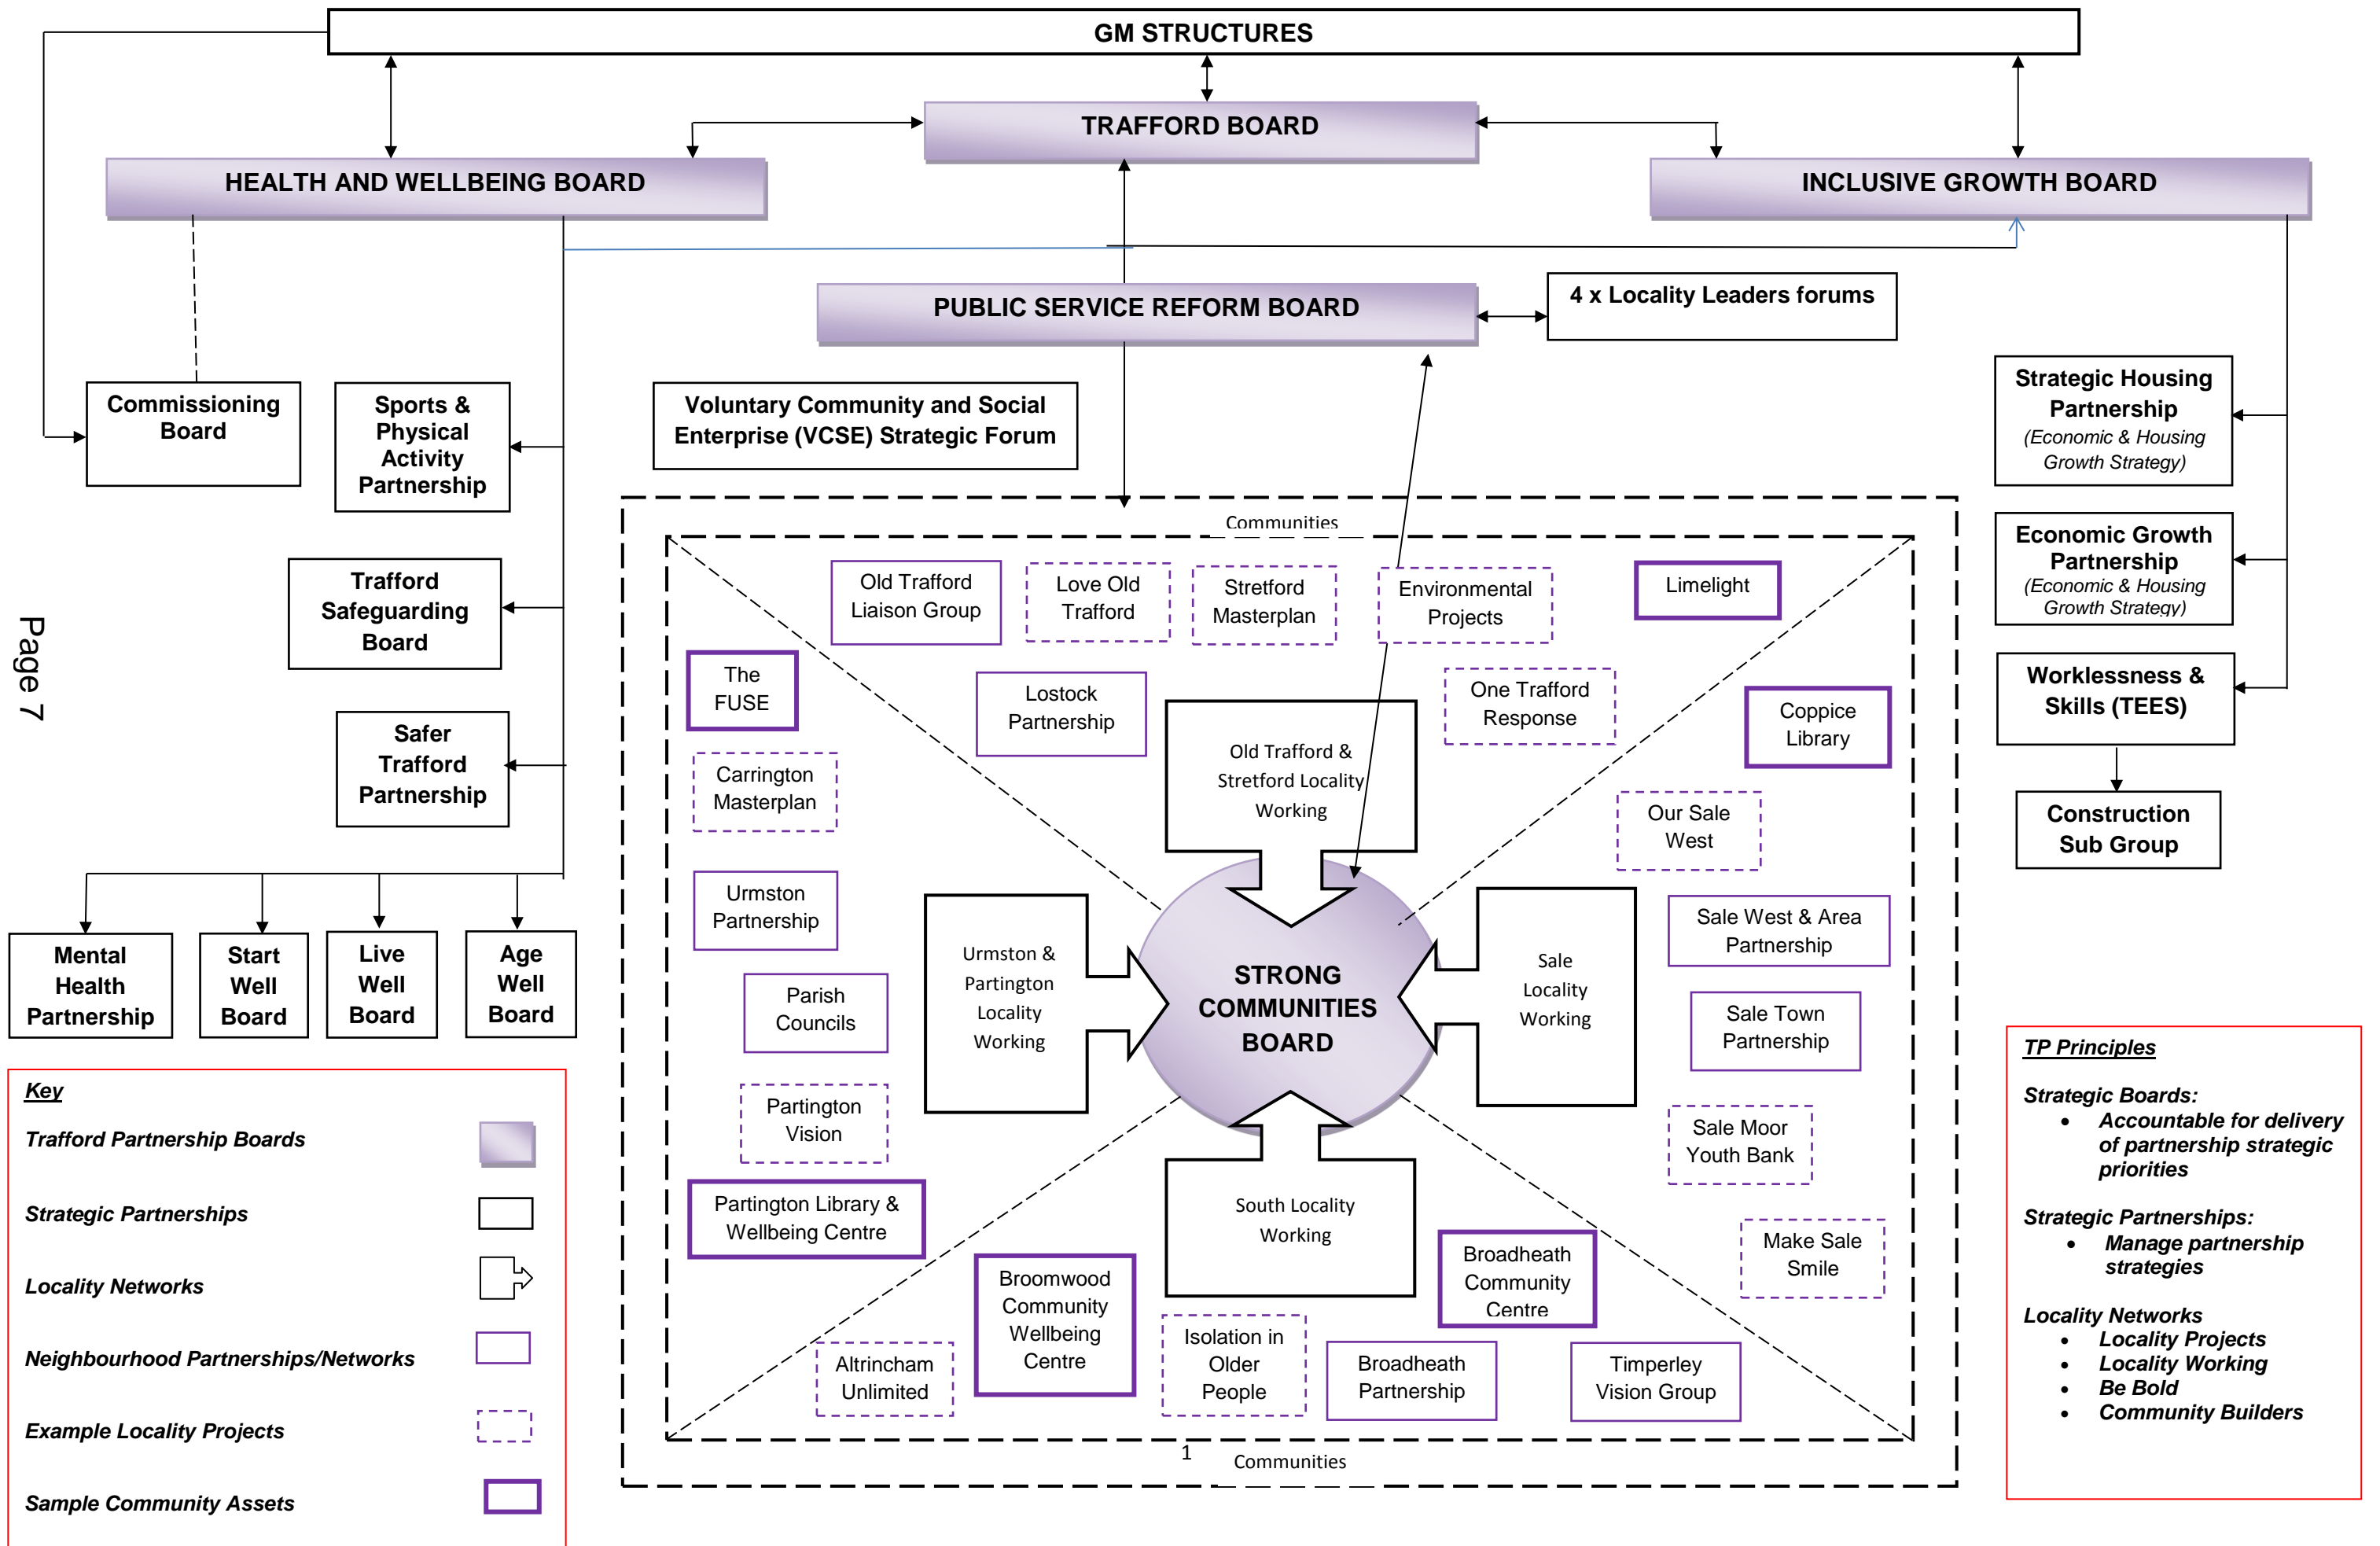 GM STRUCTURES
TRAFFORD BOARD
HEALTH AND WELLBEING BOARD
INCLUSIVE GROWTH BOARD
PUBLIC SERVICE REFORM BOARD
4 x Locality Leaders forums
Commissioning
Board
Sports &
Physical
Activity
Partnership
Voluntary Community and Social
Enterprise (VCSE) Strategic Forum
Strategic Housing
Partnership
(Economic & Housing
Growth Strategy)
Economic Growth
Partnership
(Economic & Housing
Growth Strategy)
Worklessness &
Skills (TEES)
Construction
Sub Group
Trafford
Safeguarding
Board
Safer
Trafford
Partnership
Mental
Health
Partnership
Start
Well
Board
Live
Well
Board
Age
Well
Board
Page 7
Communities
Old Trafford
Liaison Group
Love Old
Trafford
Stretford
Masterplan
Environmental
Projects
Limelight
The
FUSE
Lostock
Partnership
One Trafford
Response
Coppice
Library
Carrington
Masterplan
Old Trafford &
Stretford Locality
Working
Our Sale
West
Urmston
Partnership
Sale West & Area
Partnership
Urmston &
Partington
Locality
Working
STRONG
COMMUNITIES
BOARD
Sale
Locality
Working
Parish
Councils
Sale Town
Partnership
Partington
Vision
Sale Moor
Youth Bank
Partington Library &
Wellbeing Centre
South Locality
Working
Make Sale
Smile
Broomwood
Community
Wellbeing
Centre
Broadheath
Community
Centre
Altrincham
Unlimited
Isolation in
Older
People
Broadheath
Partnership
Timperley
Vision Group
1
Communities
Key
Trafford Partnership Boards
Strategic Partnerships
Locality Networks
Neighbourhood Partnerships/Networks
Example Locality Projects
Sample Community Assets
TP Principles
Strategic Boards:
• Accountable for delivery
of partnership strategic
priorities
Strategic Partnerships:
• Manage partnership
strategies
Locality Networks
• Locality Projects
• Locality Working
• Be Bold
• Community Builders